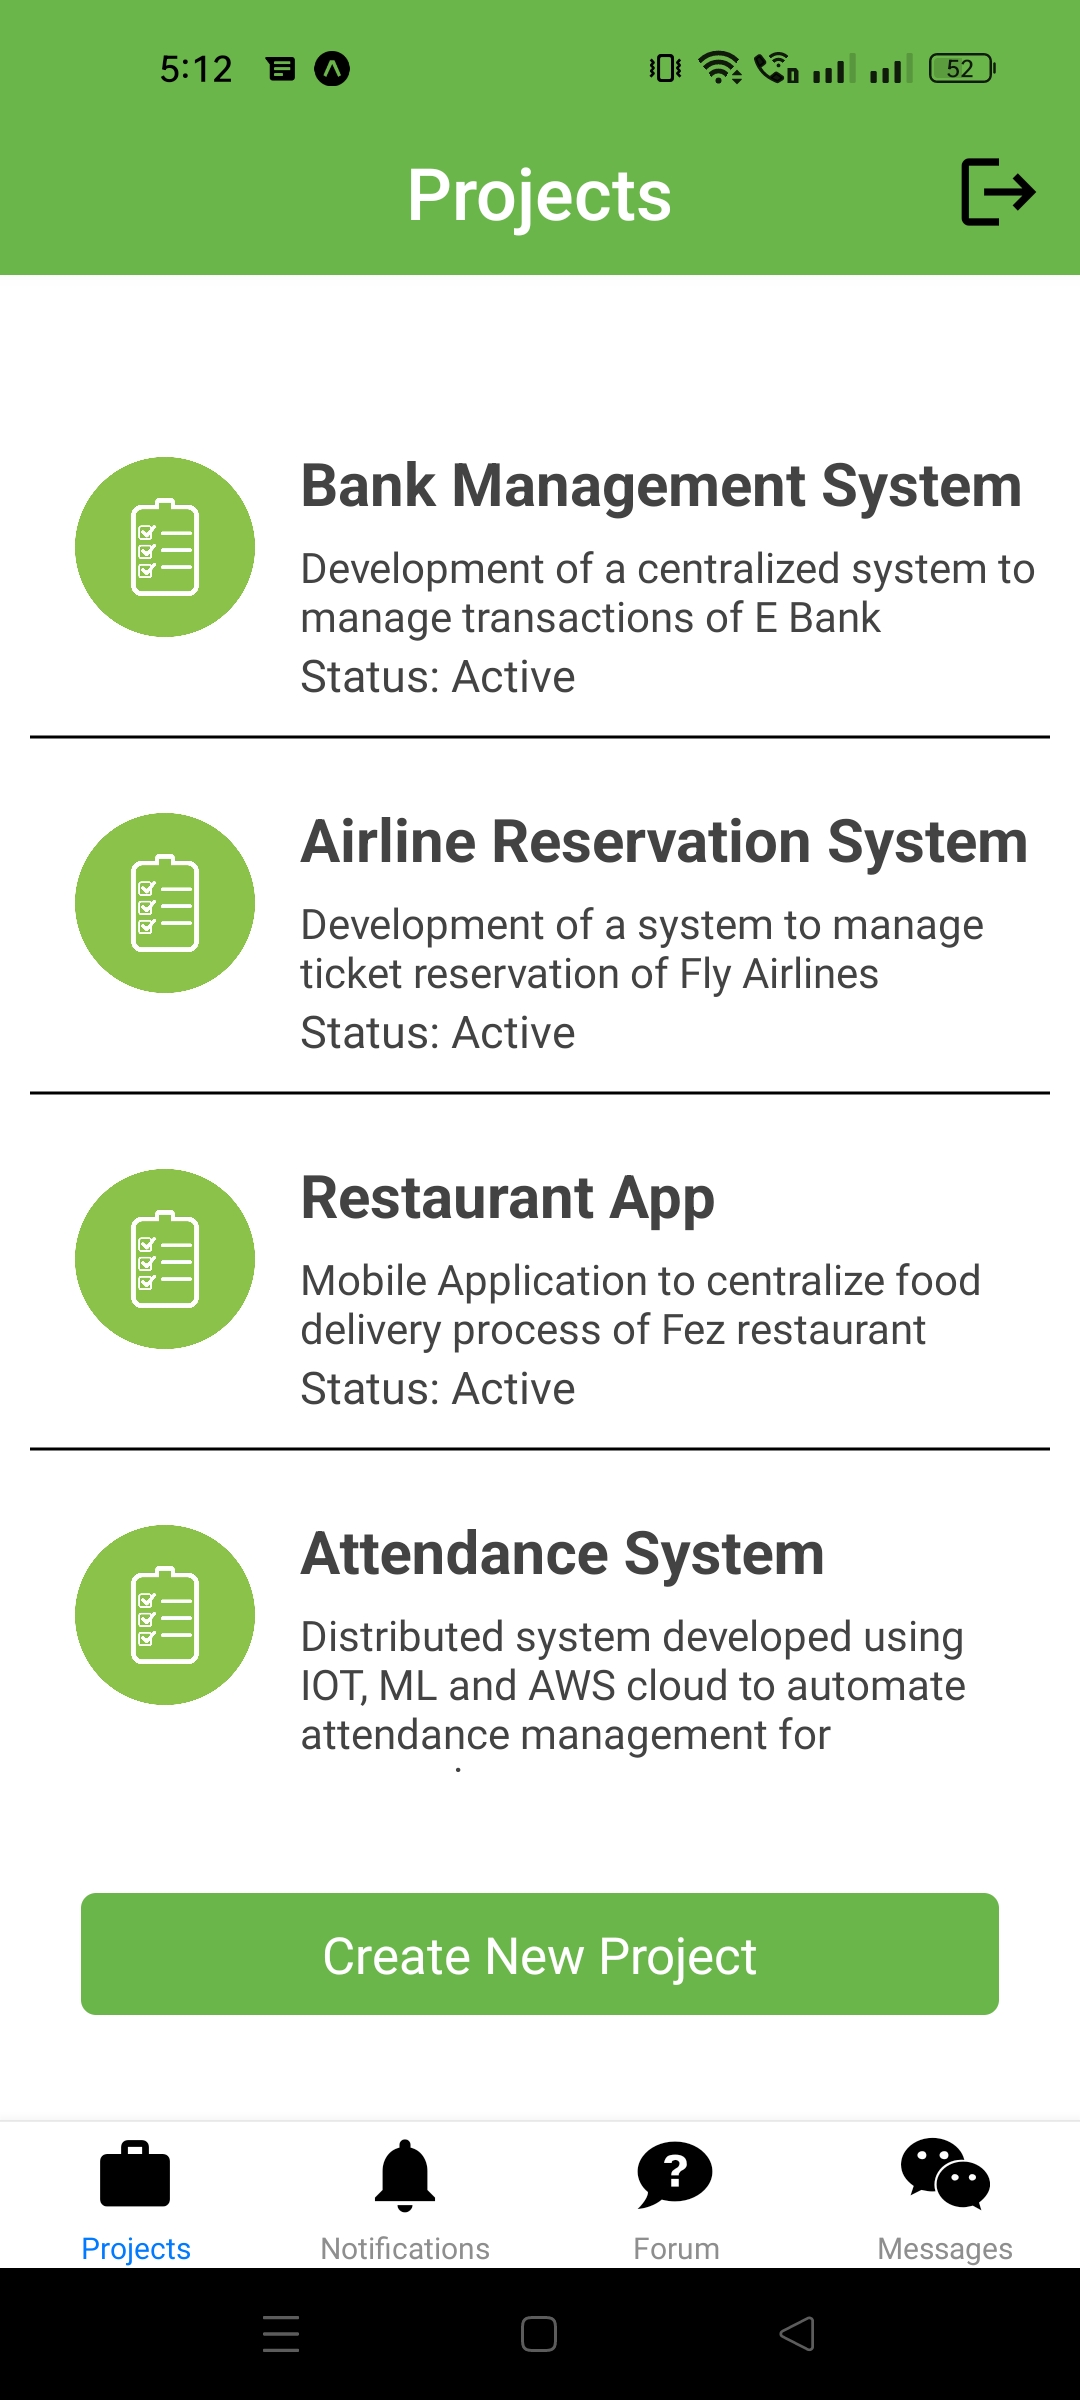 5:12
52
Projects
Bank Management System
Development of a centralized system to
manage transactions of E Bank
Status: Active
Airline Reservation System
Development of a system to manage
ticket reservation of Fly Airlines
Status: Active
Restaurant App
Mobile Application to centralize food
delivery process of Fez restaurant
Status: Active
Attendance System
Distributed system developed using
IOT, ML and AWS cloud to automate
attendance management for
Create New Project
Projects
Notifications
Forum
Messages